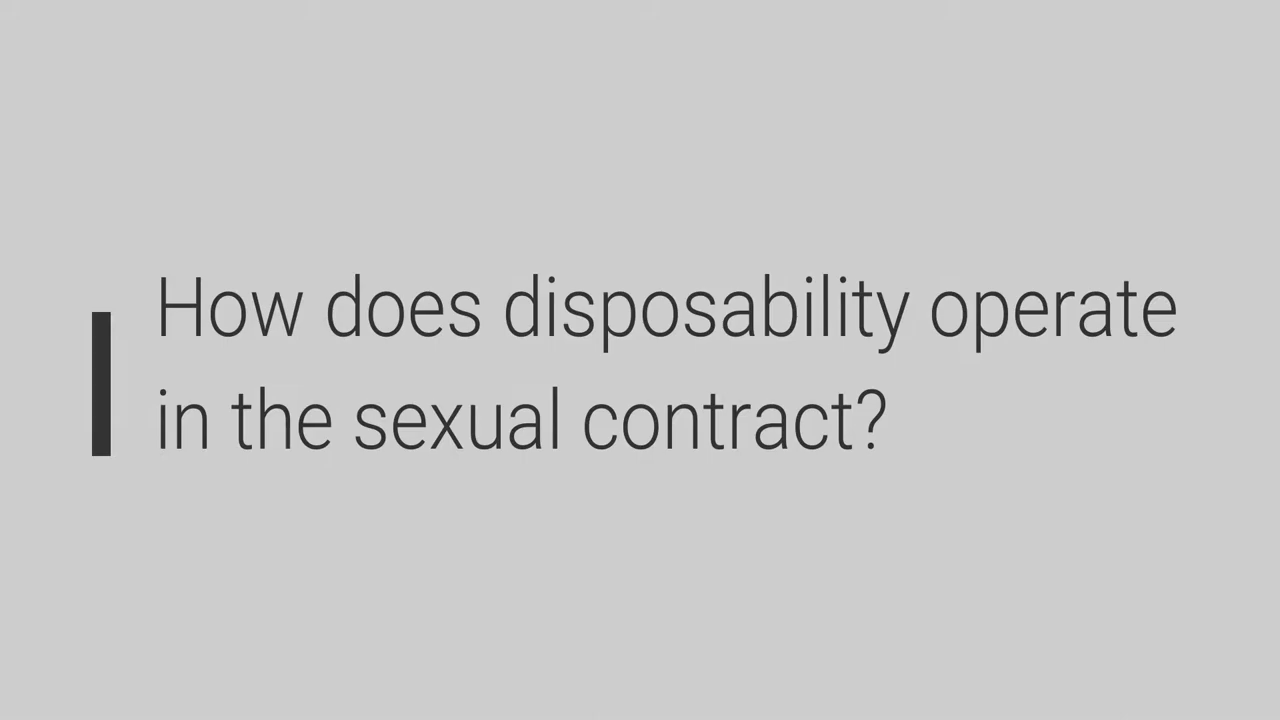 How does disposability operate
in the sexual contract?